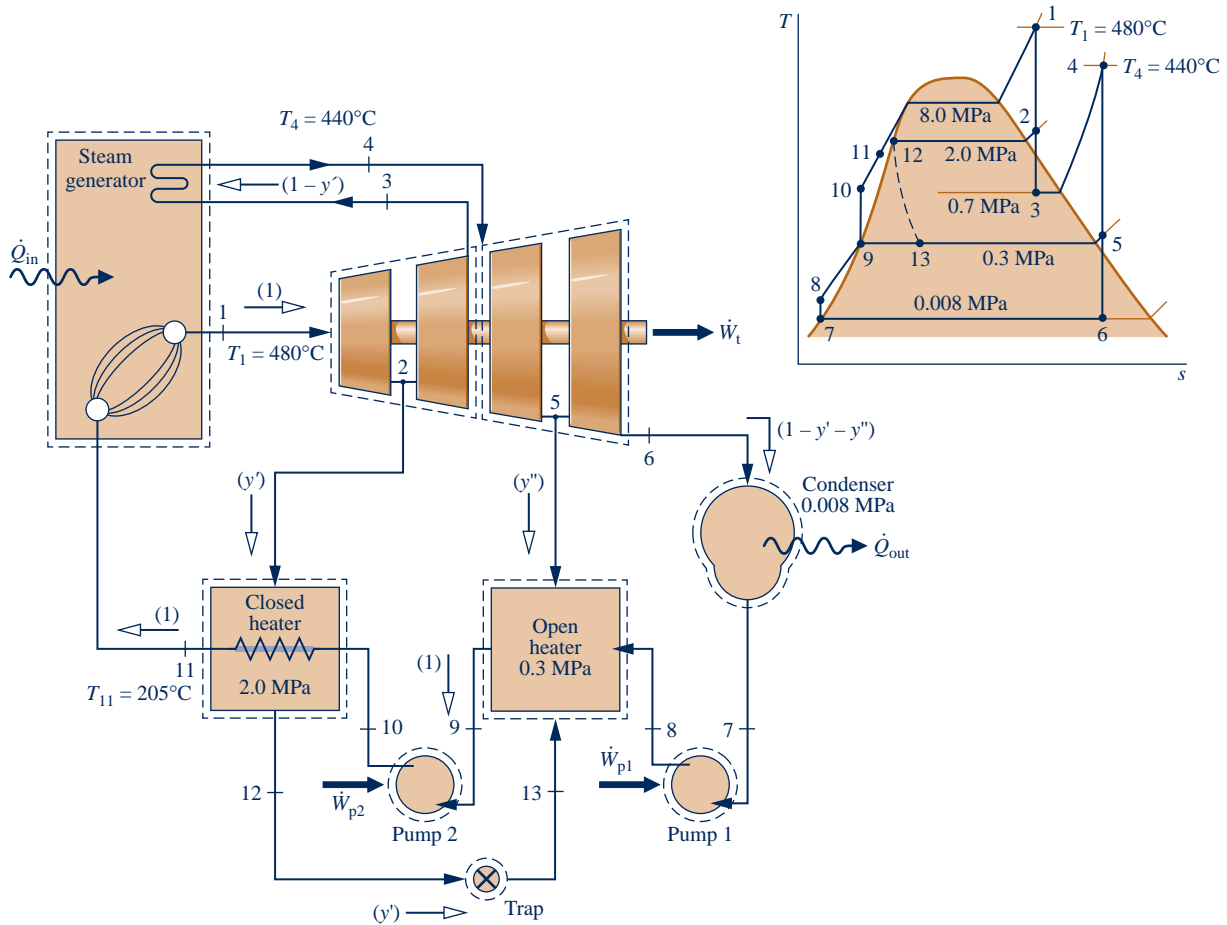 T
1
T₁ = 480°C
4
T₄ = 440°C
8.0 MPa
2
11
12
2.0 MPa
10
0.7 MPa
3
5
9
13
0.3 MPa
8
0.008 MPa
7
6
s
T₄ = 440°C
4
Steam
generator
(1 – y′)
3
Q̇in
(1)
1
T₁ = 480°C
2
Ẇt
5
6
(1 – y' – y")
(y')
(y")
Condenser
0.008 MPa
Q̇out
(1)
Closed
heater
Open
heater
0.3 MPa
(1)
11
T₁₁ = 205°C
2.0 MPa
10
9
8
7
Ẇp1
12
Ẇp2
13
Pump 2
Pump 1
(y')
Trap